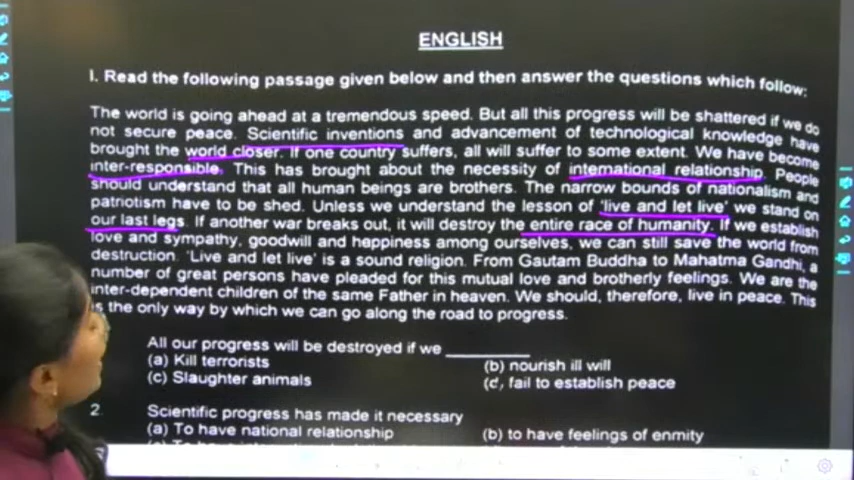 ENGLISH
I. Read the following passage given below and then answer the questions which follow:
The world is going ahead at a tremendous speed. But all this progress will be shattered if we do
not secure peace. Scientific inventions and advancement of technological knowledge have
brought the world closer. If one country suffers, all will suffer to some extent. We have become
inter-responsible. This has brought about the necessity of international relationship. People
should understand that all human beings are brothers. The narrow bounds of nationalism and
patriotism have to be shed. Unless we understand the lesson of 'live and let live' we stand on
our last legs. If another war breaks out, it will destroy the entire race of humanity. If we establish
love and sympathy, goodwill and happiness among ourselves, we can still save the world from
destruction. 'Live and let live' is a sound religion. From Gautam Buddha to Mahatma Gandhi, a
number of great persons have pleaded for this mutual love and brotherly feelings. We are the
inter-dependent children of the same Father in heaven. We should, therefore, live in peace. This
is the only way by which we can go along the road to progress.
All our progress will be destroyed if we ________
(a) Kill terrorists (b) nourish ill will
(c) Slaughter animals (d) fail to establish peace
2. Scientific progress has made it necessary
(a) To have national relationship (b) to have feelings of enmity